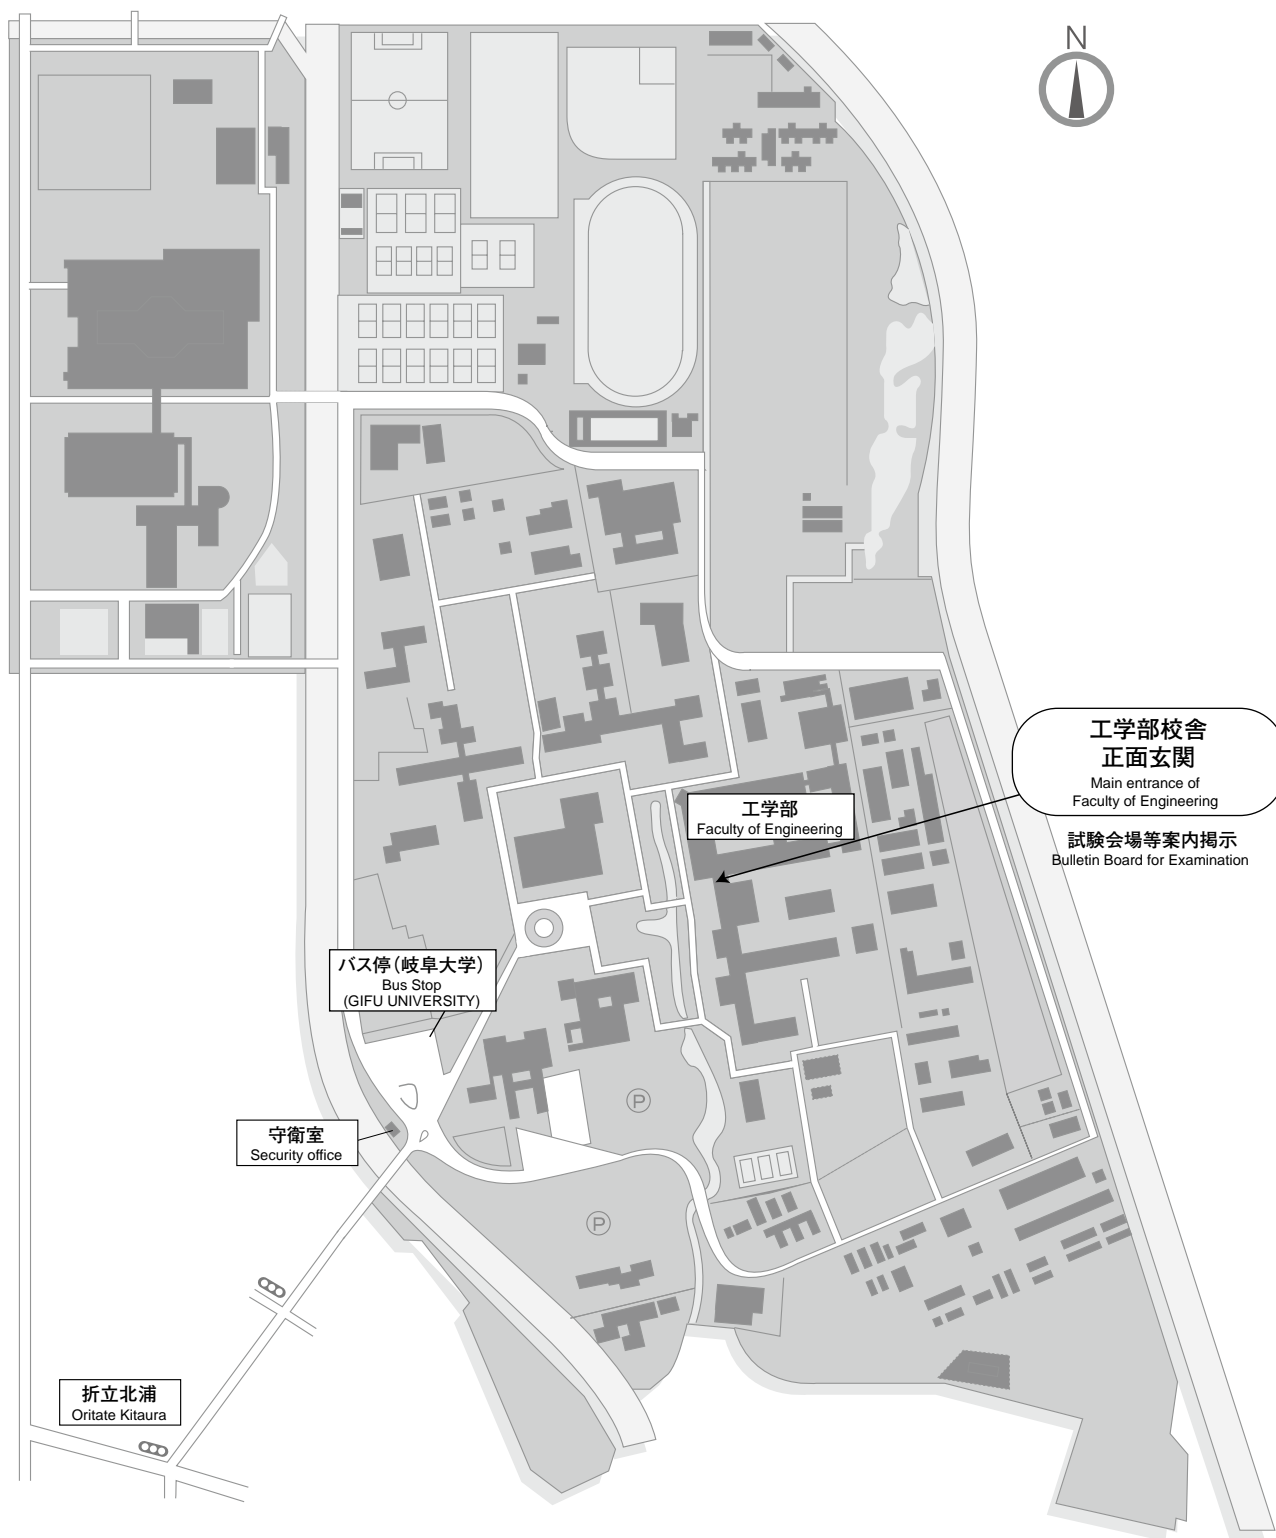 N
工学部校舎
正面玄関
Main entrance of
Faculty of Engineering
工学部
Faculty of Engineering
試験会場等案内掲示
Bulletin Board for Examination
バス停（岐阜大学）
Bus Stop
(GIFU UNIVERSITY)
P
守衛室
Security office
P
折立北浦
Oritate Kitaura